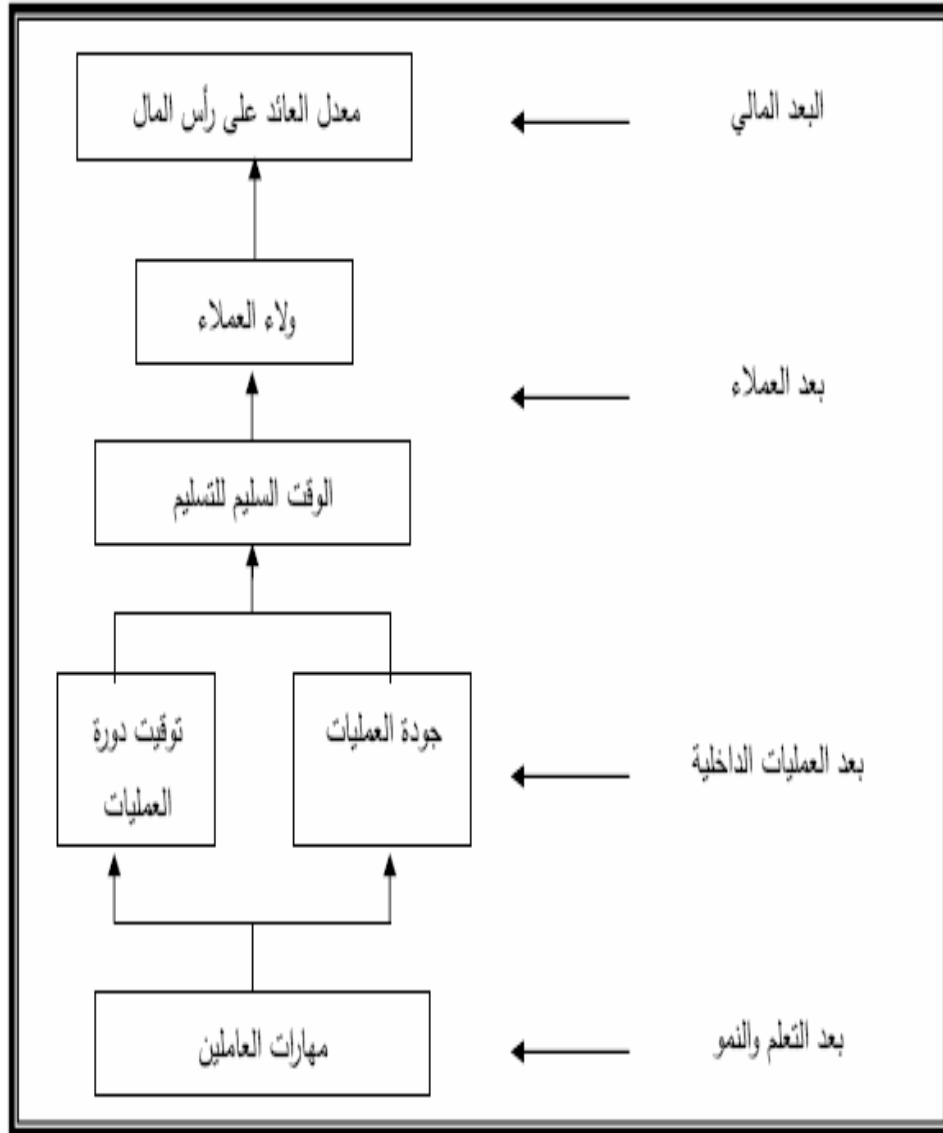 البعد المالي
معدل العائد على رأس المال
ولاء العملاء
بعد العملاء
الوقت السليم للتسليم
جودة العمليات
توقيت دورة
العمليات
بعد العمليات الداخلية
مهارات العاملين
بعد التعلم والنمو